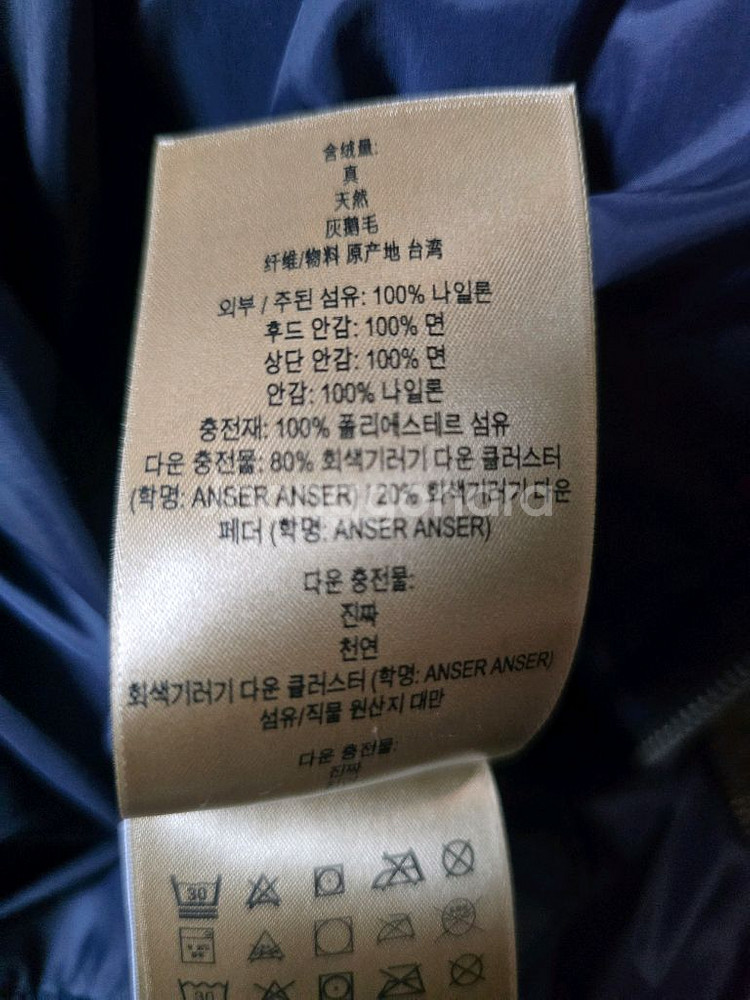 含绒量:
真
天然
灰鹅毛
纤维/物料 原产地 台湾
외부 / 주된 섬유: 100% 나일론
후드 안감: 100% 면
상단 안감: 100% 면
안감: 100% 나일론
충전재: 100% 폴리에스테르 섬유
다운 충전물: 80% 회색기러기 다운 클러스터
(학명: ANSER ANSER) / 20% 회색기러기 다운
페더 (학명: ANSER ANSER)
다운 충전물:
진짜
천연
회색기러기 다운 클러스터 (학명: ANSER ANSER)
섬유/직물 원산지 대만
다운 충전물:
진짜
30
30